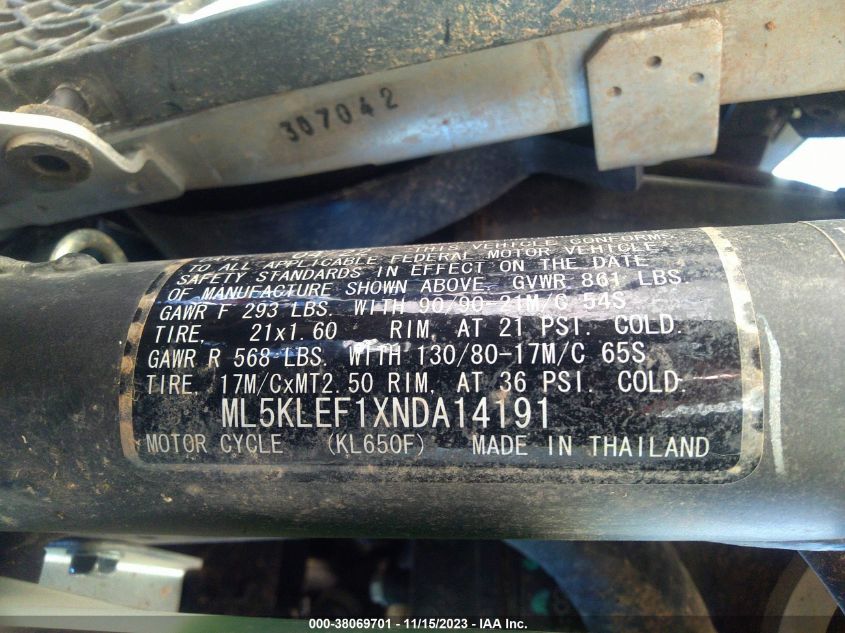 307042
THIS VEHICLE CONFORMS
TO ALL APPLICABLE FEDERAL MOTOR VEHICLE
SAFETY STANDARDS IN EFFECT ON THE DATE
OF MANUFACTURE SHOWN ABOVE. GVWR 861 LBS.
GAWR F 293 LBS. WITH 90/90-21M/C 54S
TIRE, 21x1.60 RIM, AT 21 PSI. COLD.
GAWR R 568 LBS. WITH 130/80-17M/C 65S
TIRE, 17M/CxMT2.50 RIM, AT 36 PSI. COLD.
ML5KLEF1XNDA14191
MOTOR CYCLE (KL650F) MADE IN THAILAND
000-38069701 - 11/15/2023 - IAA Inc.